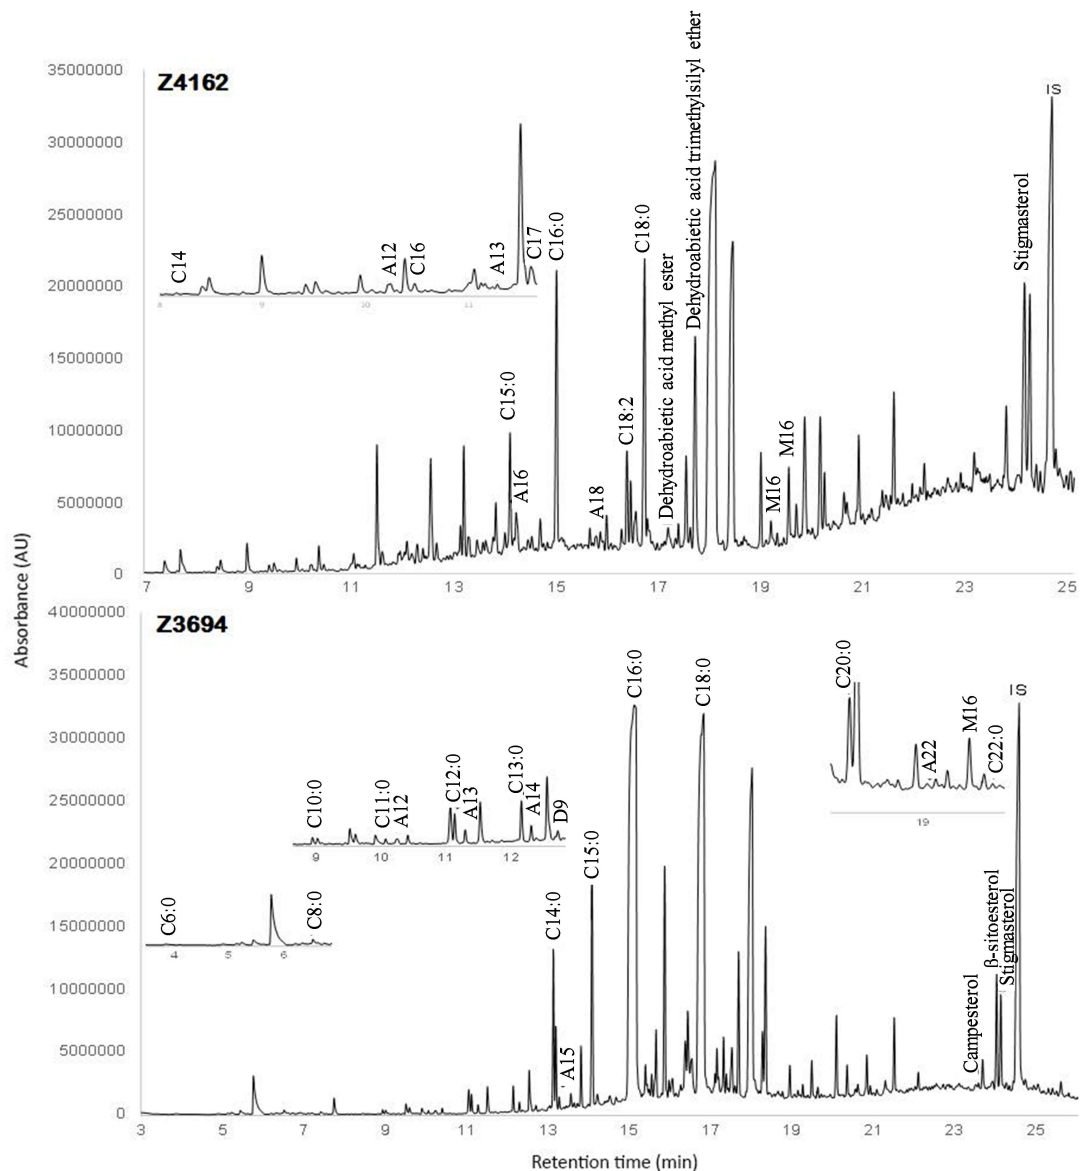 Z4162
35000000
30000000
25000000
20000000
15000000
10000000
5000000
0
C14
A12
C16
A13
C17
8
9
10
11
C15:0
A16
C16:0
A18
C18:2
C18:0
Dehydroabietic acid methyl ester
Dehydroabietic acid trimethylsilyl ether
M16
M16
Stigmasterol
IS
7
9
11
13
15
17
19
21
23
25
Absorbance (AU)
Z3694
40000000
35000000
30000000
25000000
20000000
15000000
10000000
5000000
0
C6:0
C8:0
4
5
6
C10:0
C11:0
A12
C12:0
A13
C13:0
A14
D9
9
10
11
12
C14:0
A15
C15:0
C16:0
C18:0
C20:0
A22
M16
C22:0
19
Campesterol
β-sitoesterol
Stigmasterol
IS
3
5
7
9
11
13
15
17
19
21
23
25
Retention time (min)